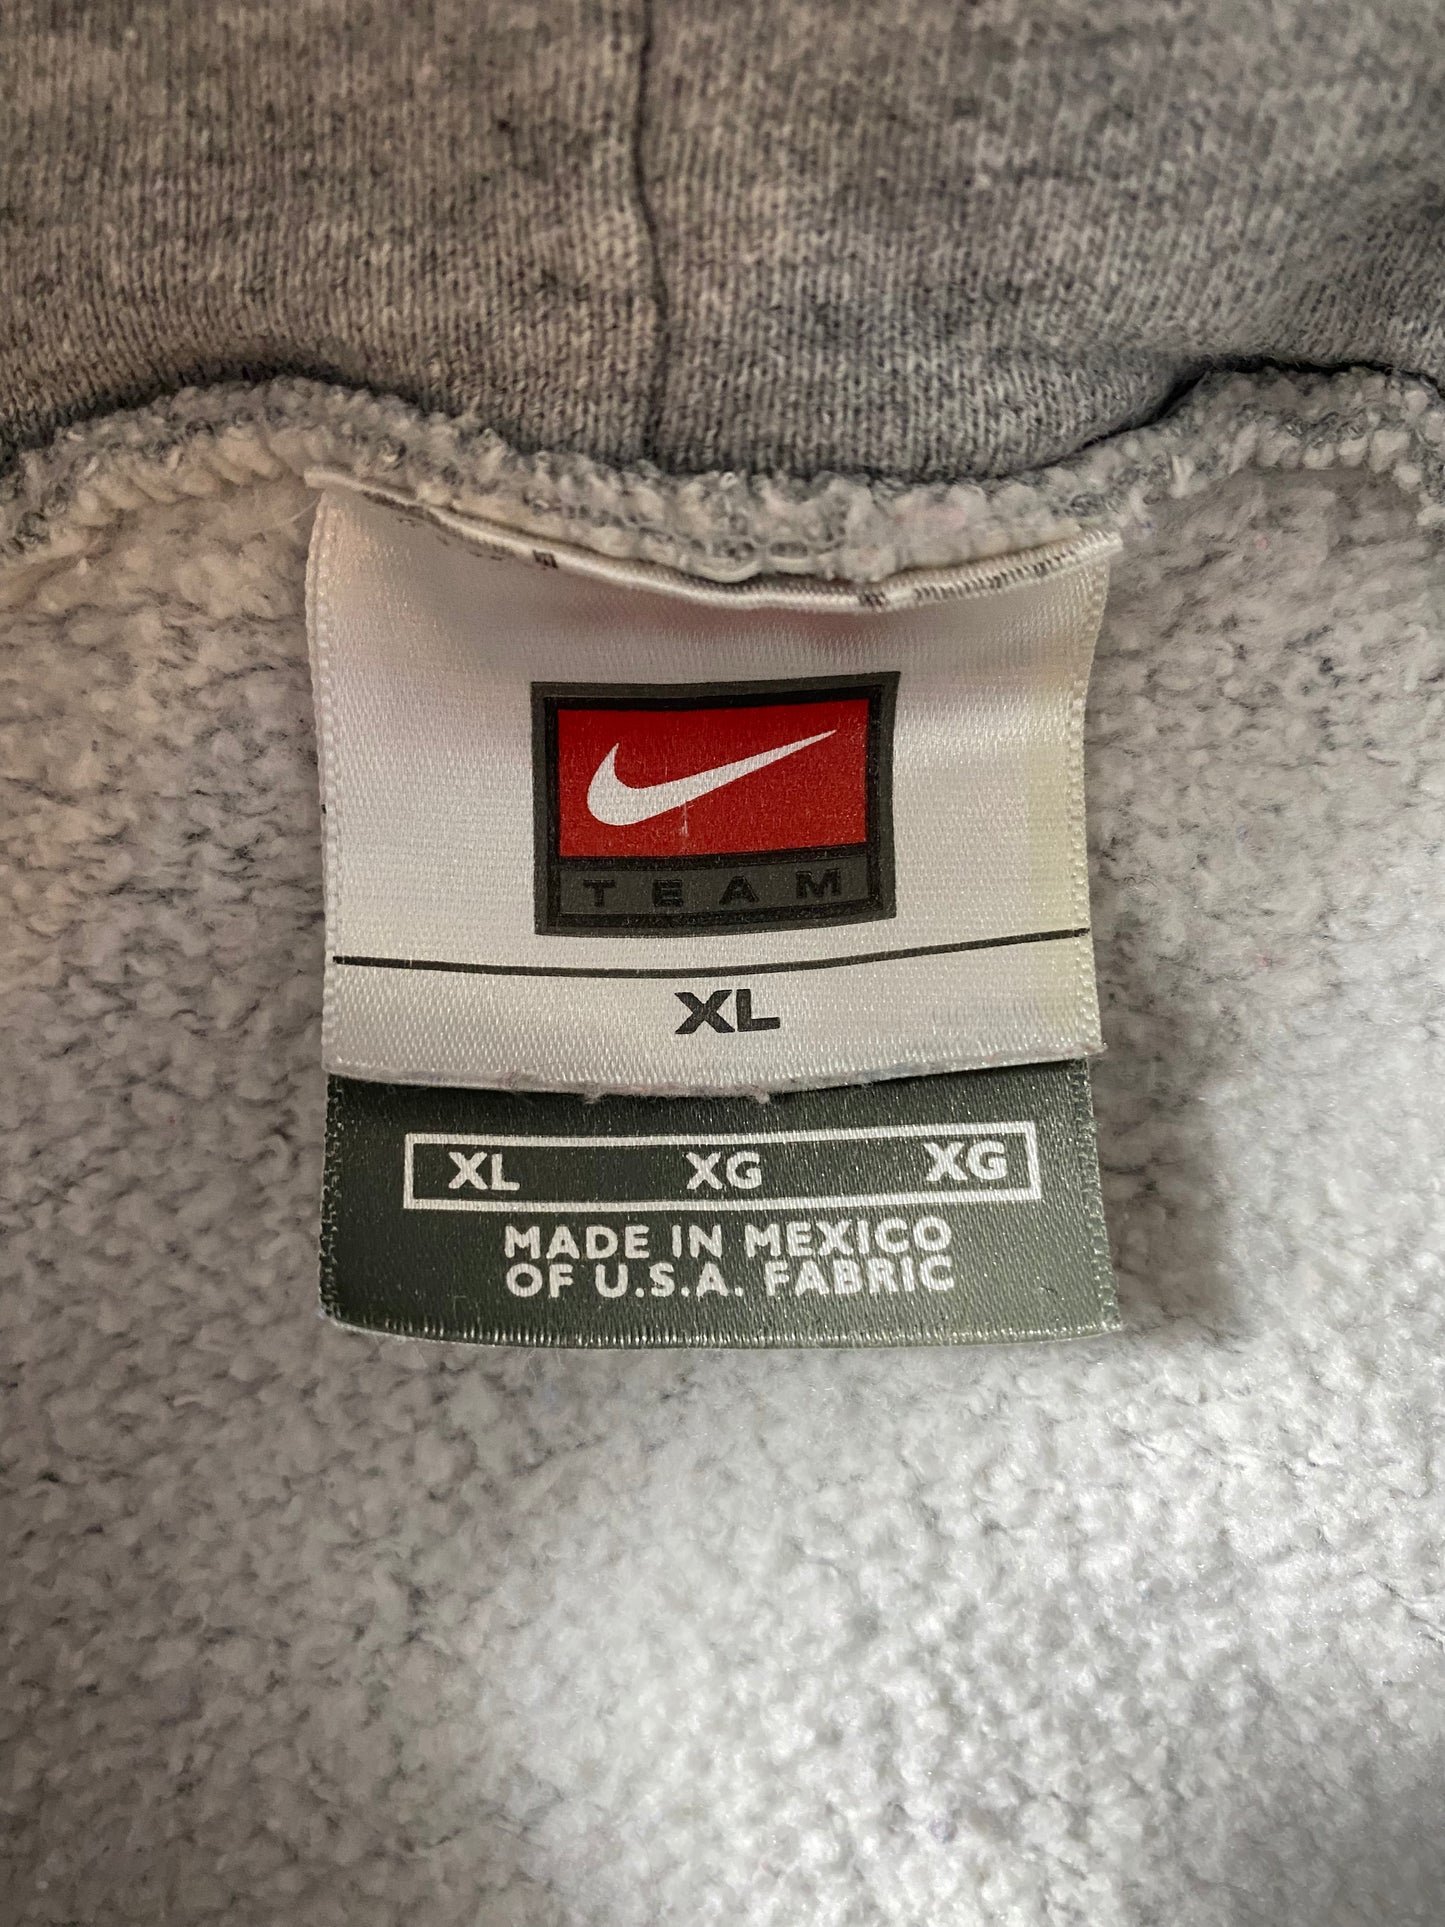 TEAM
XL
XL XG XG
MADE IN MEXICO
OF U.S.A. FABRIC